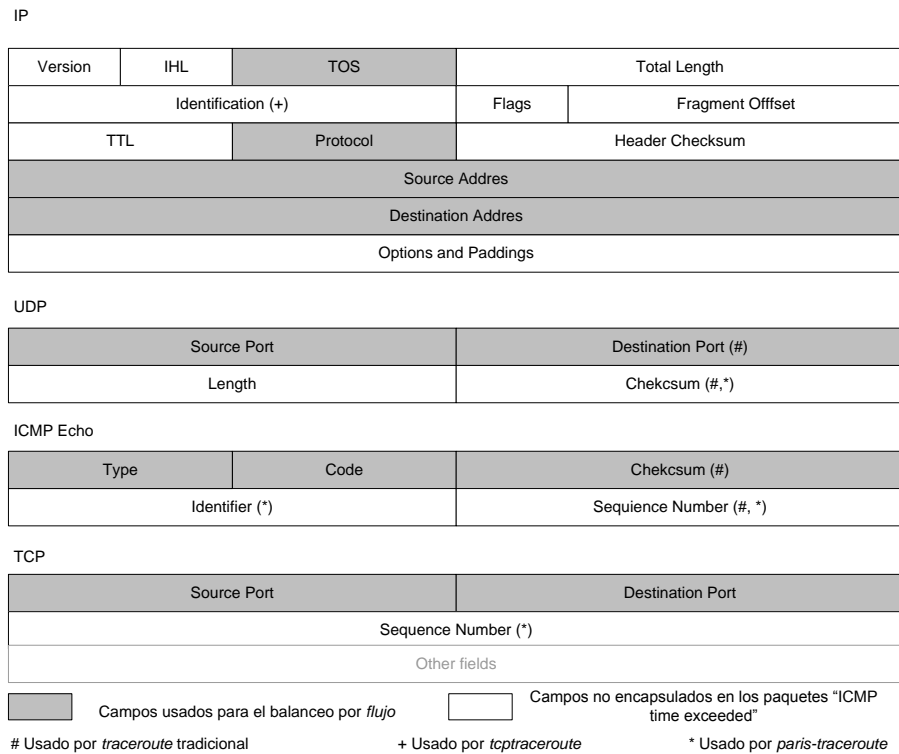 IP
Version IHL TOS Total Length
Identification (+) Flags Fragment Offfset
TTL Protocol Header Checksum
Source Addres
Destination Addres
Options and Paddings
UDP
Source Port Destination Port (#)
Length Chekcsum (#,*)
ICMP Echo
Type Code Chekcsum (#)
Identifier (*) Sequience Number (#, *)
TCP
Source Port Destination Port
Sequence Number (*)
Other fields
Campos usados para el balanceo por flujo
Campos no encapsulados en los paquetes “ICMP
time exceeded”
# Usado por traceroute tradicional + Usado por tcptraceroute * Usado por paris-traceroute